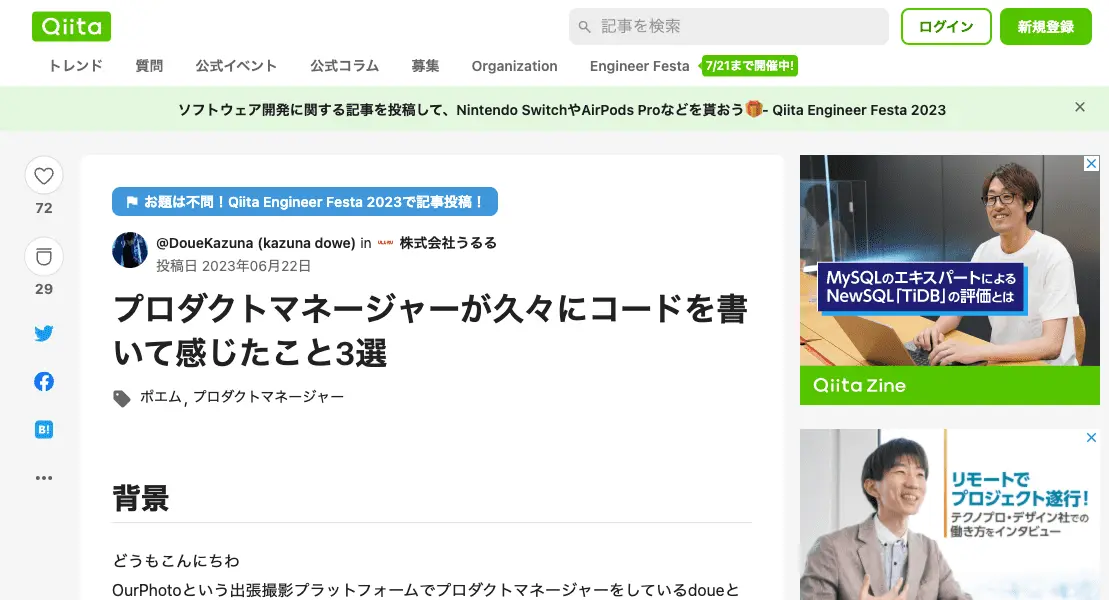 Qiita
記事を検索
ログイン
新規登録
トレンド
質問
公式イベント
公式コラム
募集
Organization
Engineer Festa
7/21まで開催中!
ソフトウェア開発に関する記事を投稿して、Nintendo SwitchやAirPods Proなどを貰おう🎁- Qiita Engineer Festa 2023
72
29
B!
お題は不問！Qiita Engineer Festa 2023で記事投稿！
@DoueKazuna (kazuna dowe) in 株式会社うるる
投稿日 2023年06月22日
プロダクトマネージャーが久々にコードを書
いて感じたこと3選
ポエム, プロダクトマネージャー
背景
どうもこんにちわ
OurPhotoという出張撮影プラットフォームでプロダクトマネージャーをしているdoueと
MySQLのエキスパートによる
NewSQL「TiDB」の評価とは
Qiita Zine
リモートで
プロジェクト遂行!
テクノプロ・デザイン社での
働き方をインタビュー